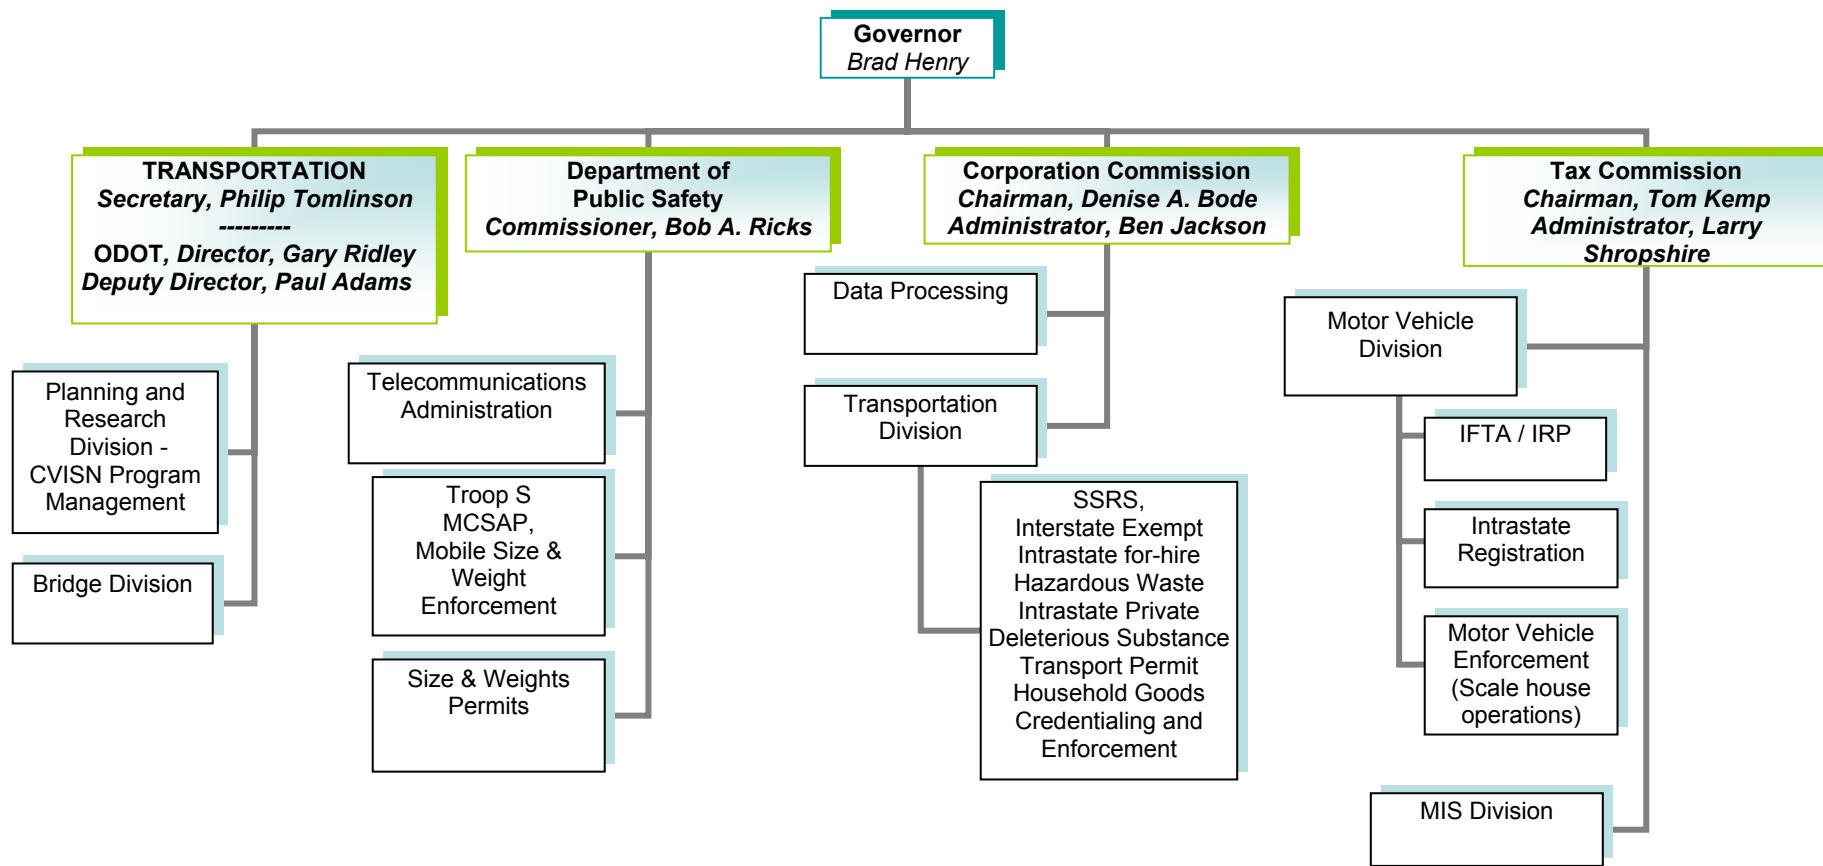 Governor
Brad Henry
TRANSPORTATION
Secretary, Philip Tomlinson
---------
ODOT, Director, Gary Ridley
Deputy Director, Paul Adams
Planning and
Research
Division -
CVISN Program
Management
Bridge Division
Department of
Public Safety
Commissioner, Bob A. Ricks
Telecommunications
Administration
Troop S
MCSAP,
Mobile Size &
Weight
Enforcement
Size & Weights
Permits
Corporation Commission
Chairman, Denise A. Bode
Administrator, Ben Jackson
Data Processing
Transportation
Division
SSRS,
Interstate Exempt
Intrastate for-hire
Hazardous Waste
Intrastate Private
Deleterious Substance
Transport Permit
Household Goods
Credentialing and
Enforcement
Tax Commission
Chairman, Tom Kemp
Administrator, Larry
Shropshire
Motor Vehicle
Division
IFTA / IRP
Intrastate
Registration
Motor Vehicle
Enforcement
(Scale house
operations)
MIS Division